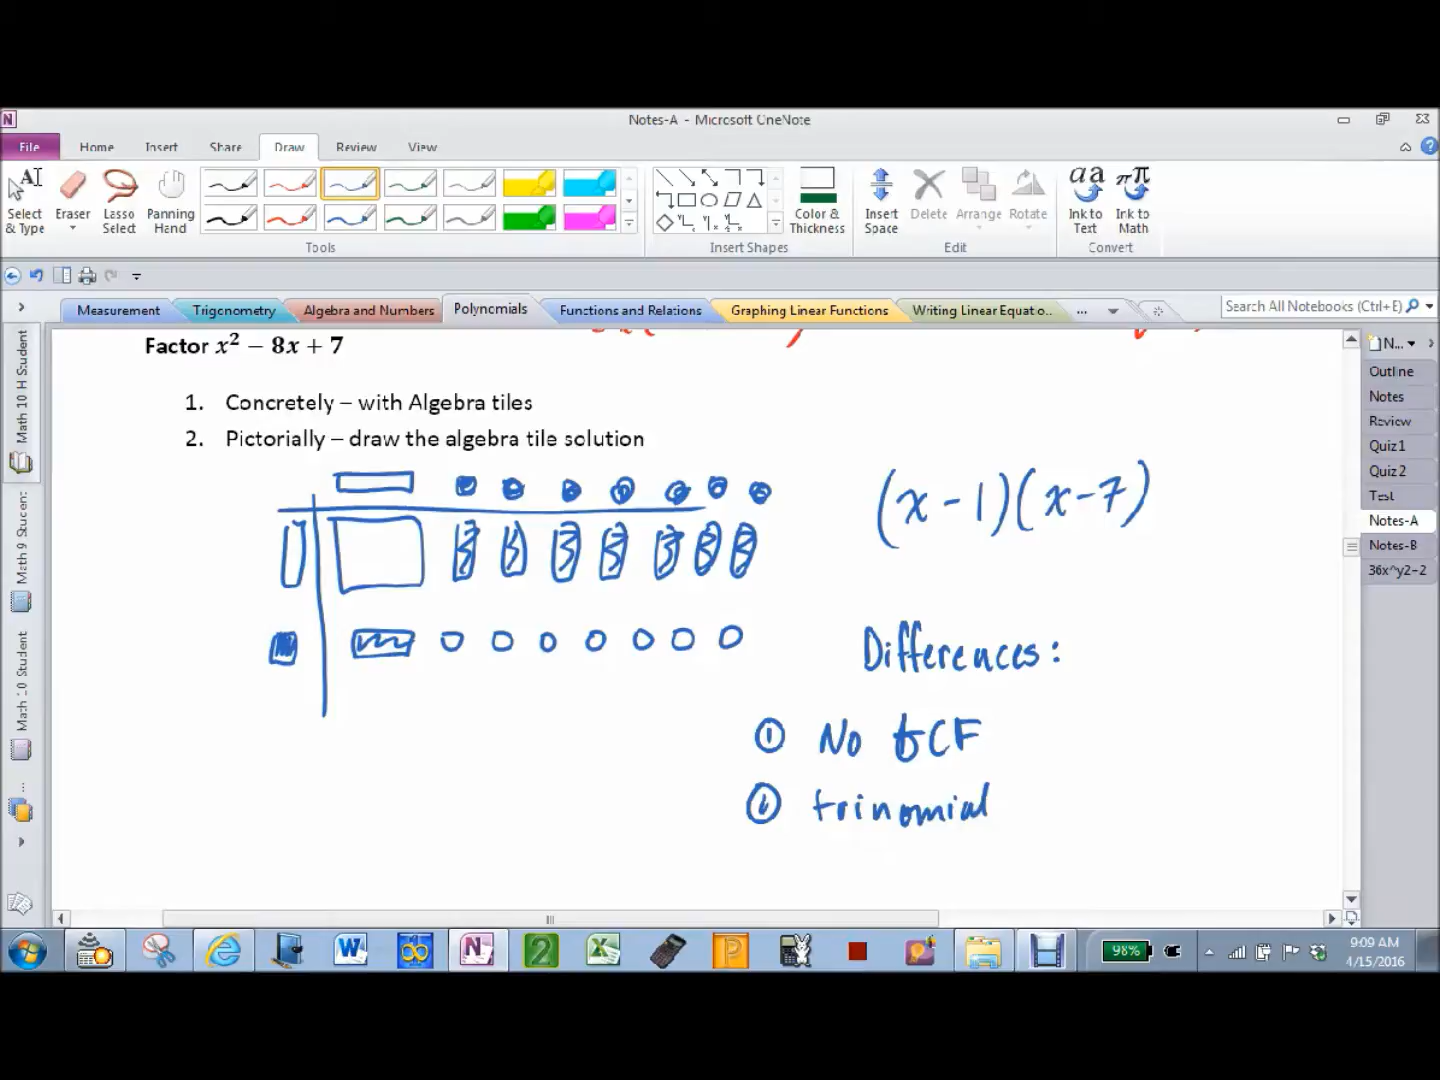 Notes-A - Microsoft OneNote
File Home Insert Share Draw Review View
Select & Type
Eraser
Lasso Select
Panning Hand
Color & Thickness
Insert Space
Delete
Arrange
Rotate
Ink to Text
Ink to Math
Tools
Insert Shapes
Edit
Convert
Measurement Trigonometry Algebra and Numbers Polynomials Functions and Relations Graphing Linear Functions Writing Linear Equatio.. ...
Search All Notebooks (Ctrl+E)
Math 10 H Student
Math 9 Student
Math 10 Student
N...
Outline
Notes
Review
Quiz 1
Quiz 2
Test
Notes-A
Notes-B
36x^y2-2
Factor x² − 8x + 7
1. Concretely – with Algebra tiles
2. Pictorially – draw the algebra tile solution
(x - 1)(x - 7)
Differences:
① No GCF
② trinomial
98%
9:09 AM
4/15/2016